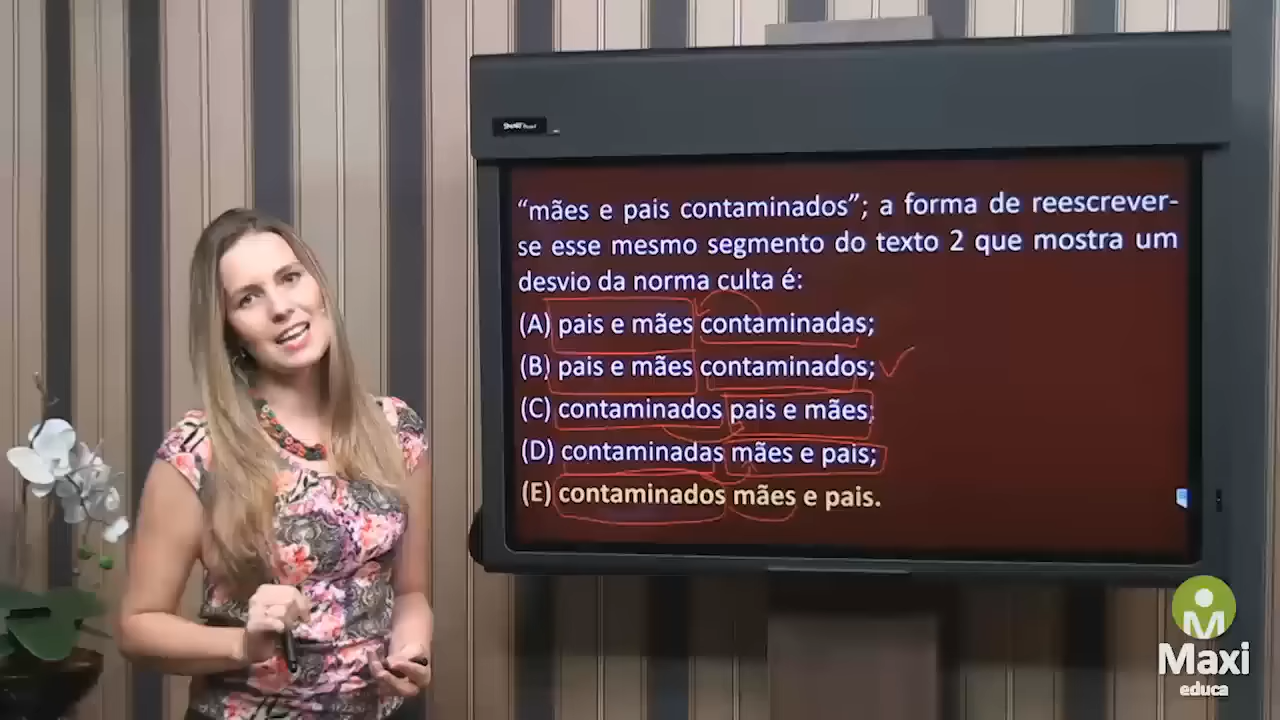 “mães e pais contaminados”; a forma de reescrever-
se esse mesmo segmento do texto 2 que mostra um
desvio da norma culta é:
(A) pais e mães contaminadas;
(B) pais e mães contaminados;
(C) contaminados pais e mães;
(D) contaminadas mães e pais;
(E) contaminados mães e pais.
Maxi
educa